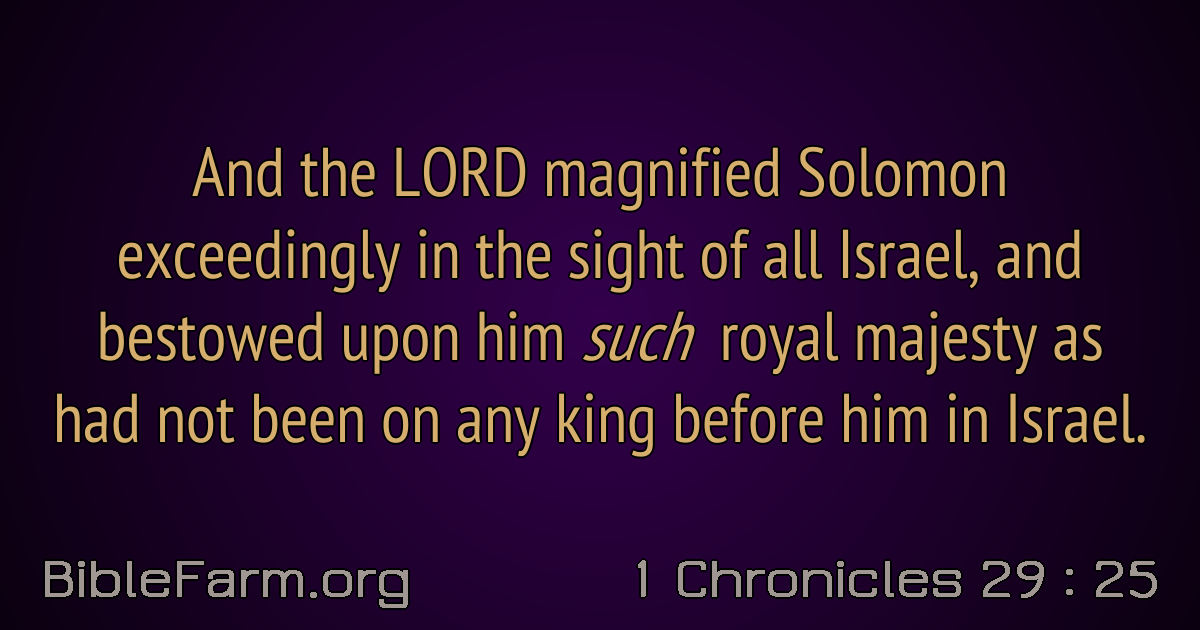 And the LORD magnified Solomon
exceedingly in the sight of all Israel, and
bestowed upon him such royal majesty as
had not been on any king before him in Israel.
BibleFarm.org
1 Chronicles 29 : 25